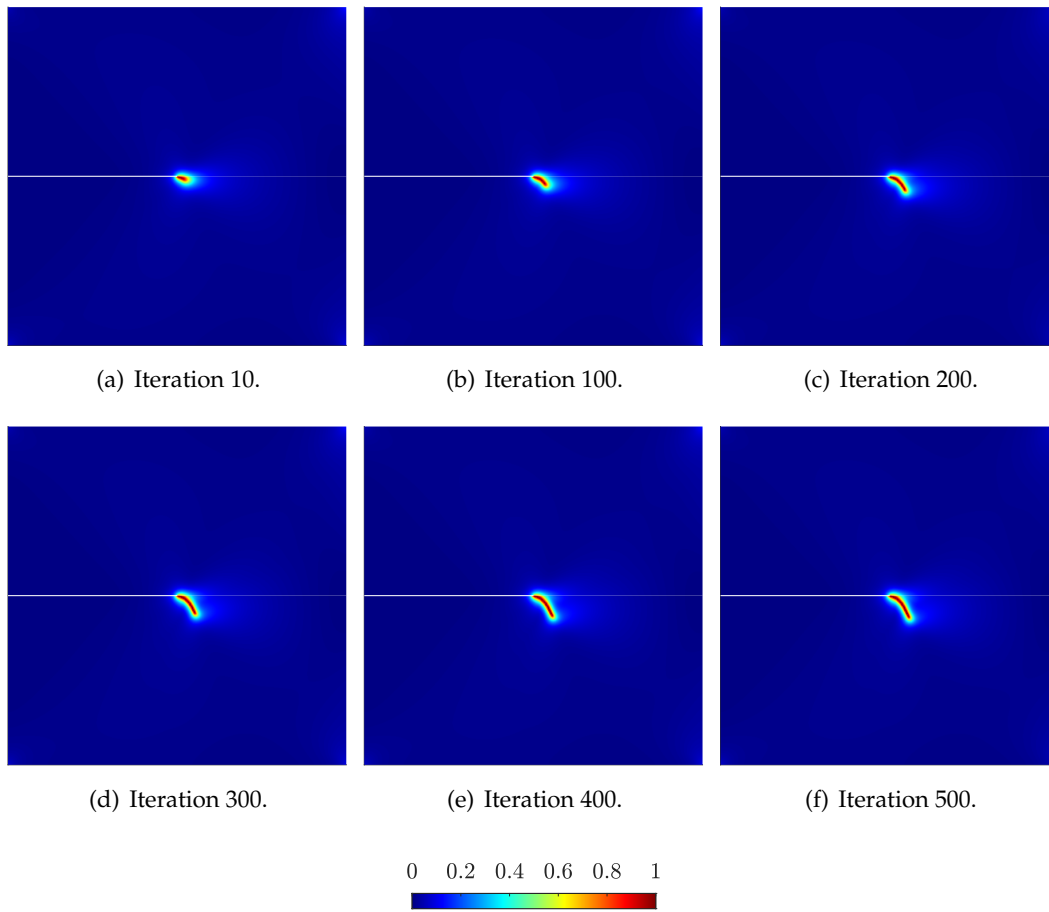 (a) Iteration 10.
(b) Iteration 100.
(c) Iteration 200.
(d) Iteration 300.
(e) Iteration 400.
(f) Iteration 500.
0 0.2 0.4 0.6 0.8 1